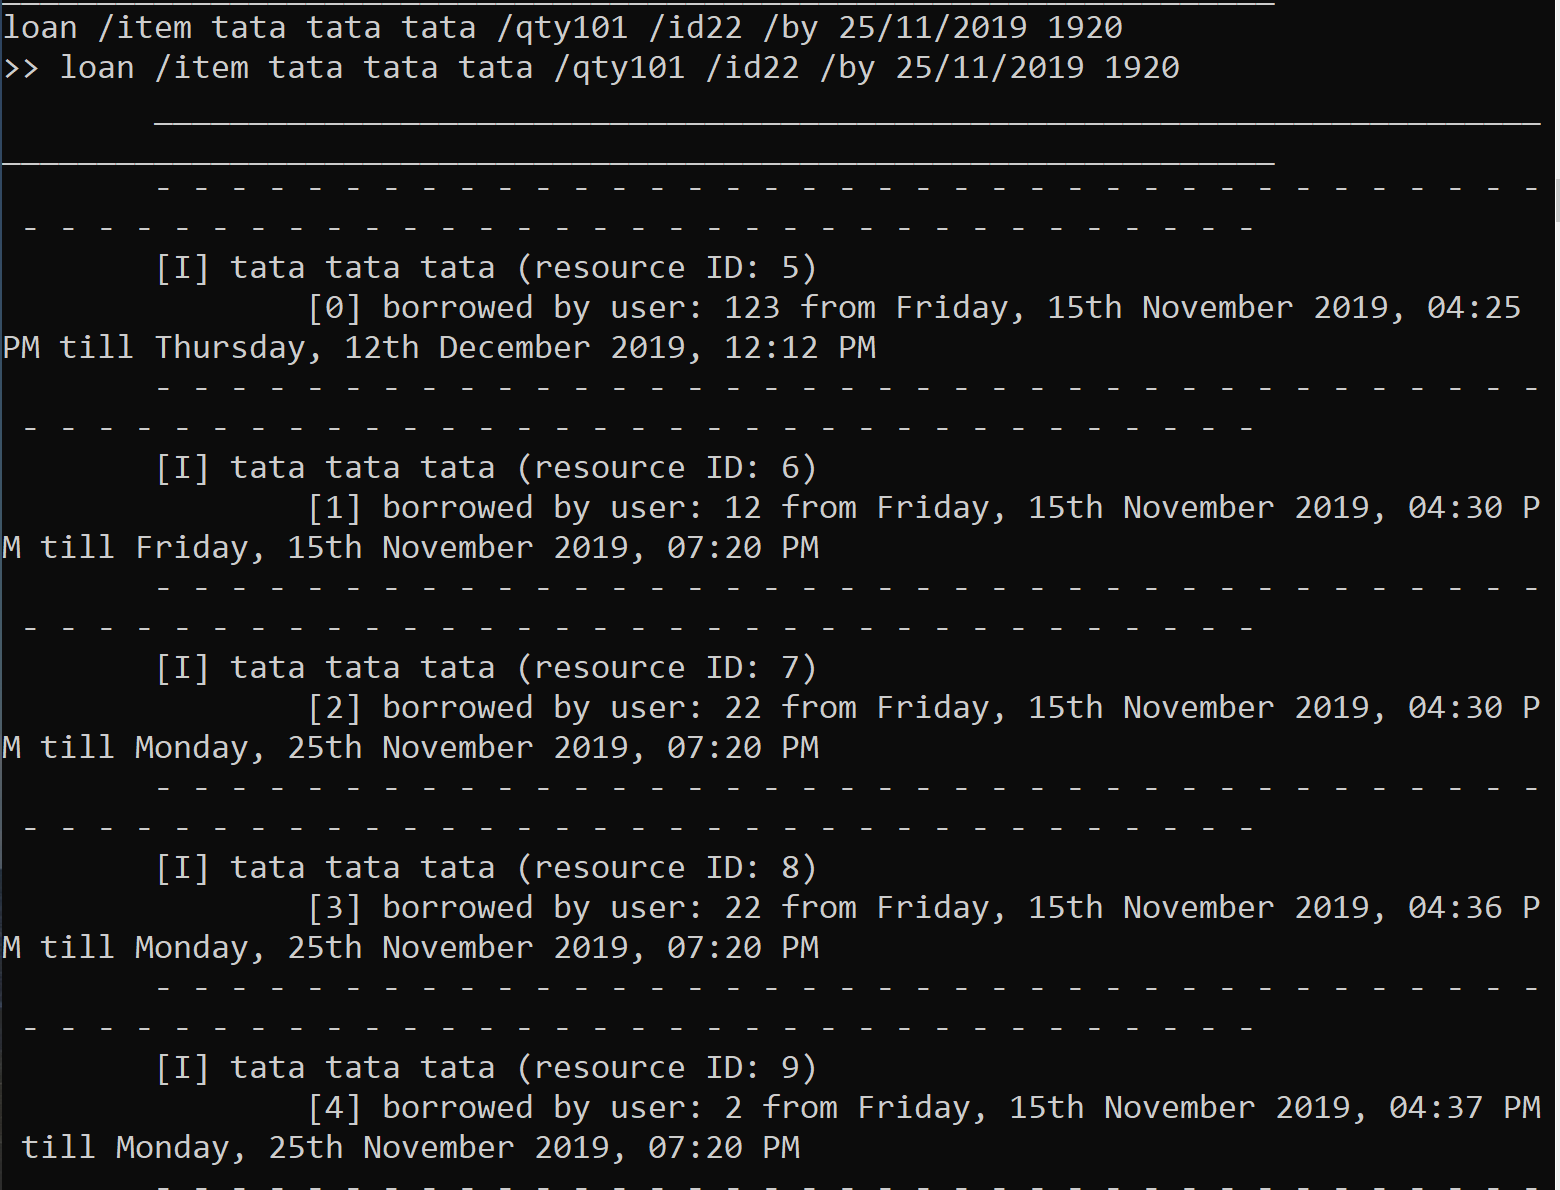 loan /item tata tata tata /qty101 /id22 /by 25/11/2019 1920
>> loan /item tata tata tata /qty101 /id22 /by 25/11/2019 1920
[I] tata tata tata (resource ID: 5)
[0] borrowed by user: 123 from Friday, 15th November 2019, 04:25
PM till Thursday, 12th December 2019, 12:12 PM
[I] tata tata tata (resource ID: 6)
[1] borrowed by user: 12 from Friday, 15th November 2019, 04:30 P
M till Friday, 15th November 2019, 07:20 PM
[I] tata tata tata (resource ID: 7)
[2] borrowed by user: 22 from Friday, 15th November 2019, 04:30 P
M till Monday, 25th November 2019, 07:20 PM
[I] tata tata tata (resource ID: 8)
[3] borrowed by user: 22 from Friday, 15th November 2019, 04:36 P
M till Monday, 25th November 2019, 07:20 PM
[I] tata tata tata (resource ID: 9)
[4] borrowed by user: 2 from Friday, 15th November 2019, 04:37 PM
till Monday, 25th November 2019, 07:20 PM